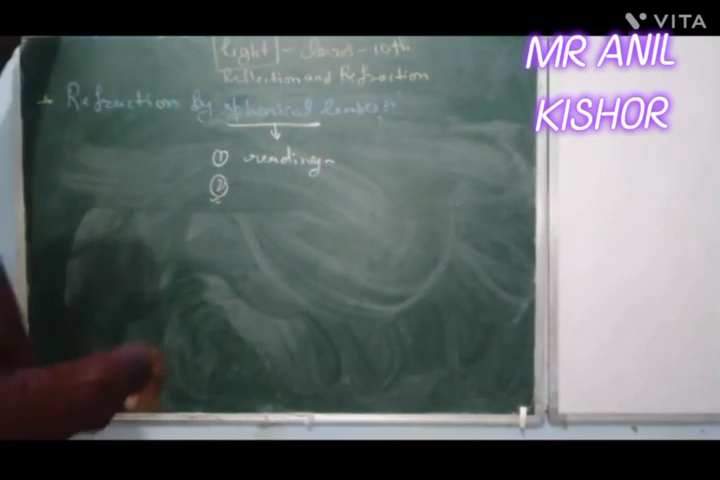 VITA
MR ANIL
KISHOR
light - class - 10th
Reflection and Refraction
Refraction by spherical lenses:
① reading-
②